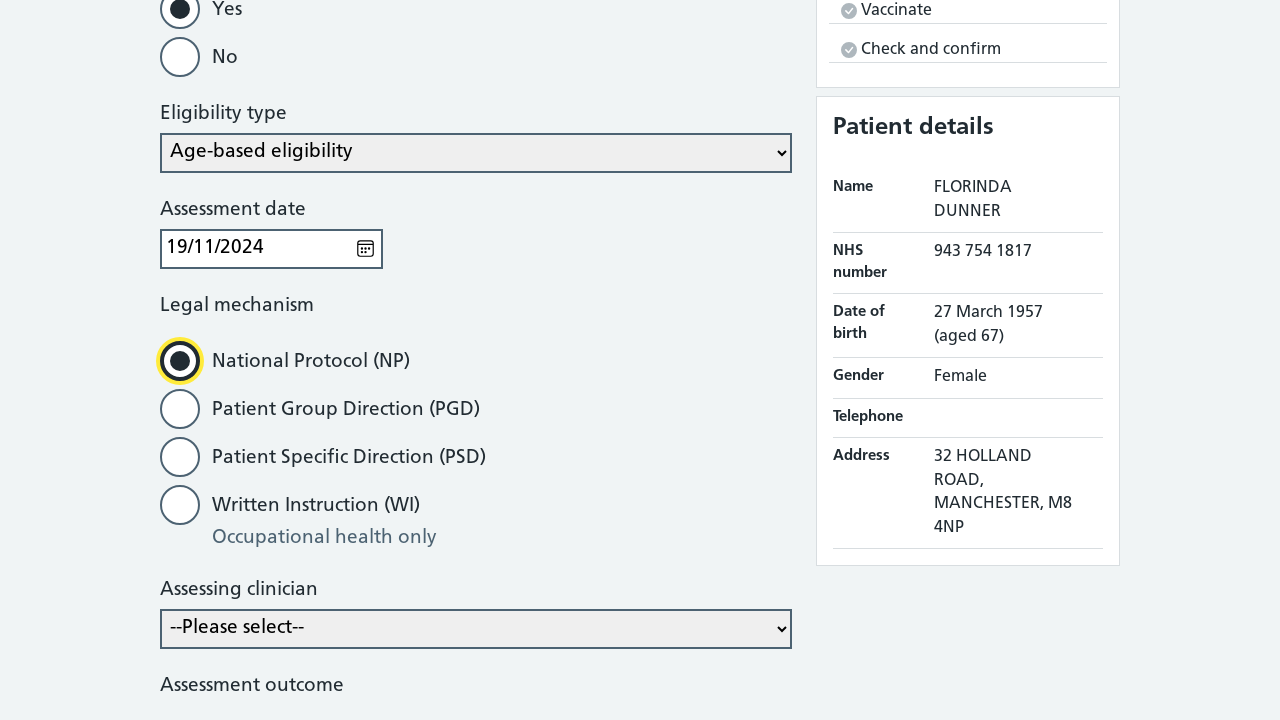 Yes
No
Eligibility type
Age-based eligibility
Assessment date
19/11/2024
Legal mechanism
National Protocol (NP)
Patient Group Direction (PGD)
Patient Specific Direction (PSD)
Written Instruction (WI)
Occupational health only
Assessing clinician
--Please select--
Assessment outcome
Vaccinate
Check and confirm
Patient details
Name FLORINDA
DUNNER
NHS 943 754 1817
number
Date of 27 March 1957
birth (aged 67)
Gender Female
Telephone
Address 32 HOLLAND
ROAD,
MANCHESTER, M8
4NP